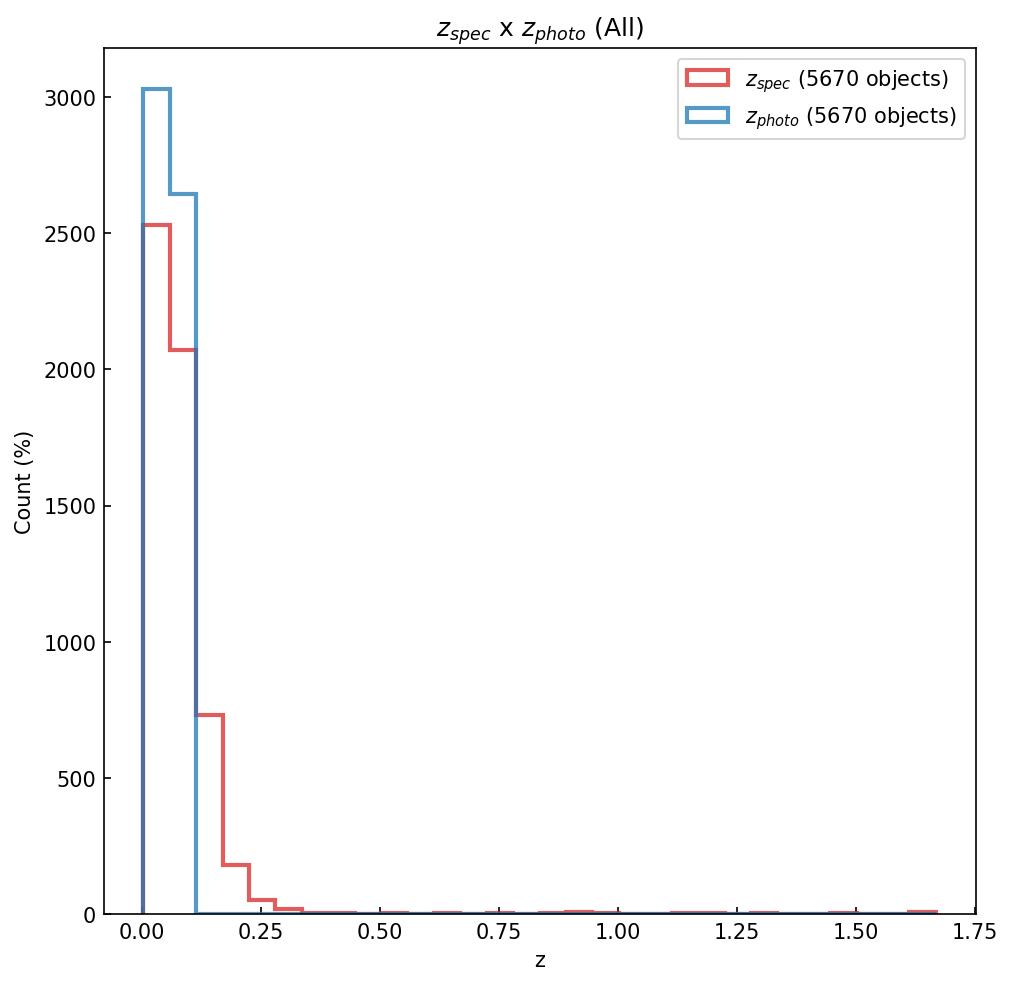 z_spec x z_photo (All)
z_spec (5670 objects)
z_photo (5670 objects)
Count (%)
3000
2500
2000
1500
1000
500
0
0.00 0.25 0.50 0.75 1.00 1.25 1.50 1.75
z